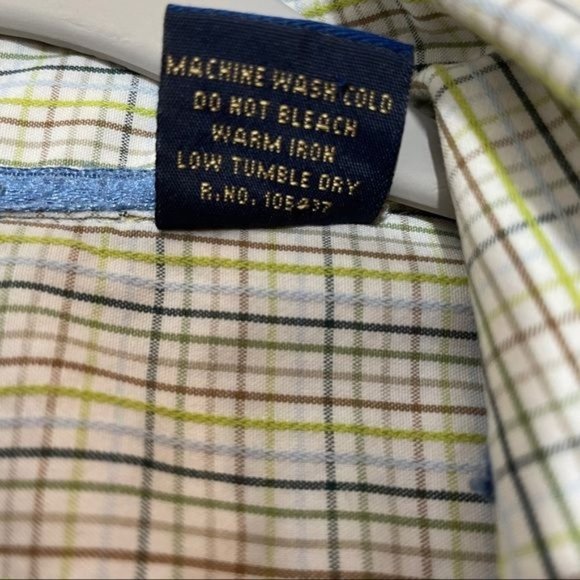 MACHINE WASH COLD
DO NOT BLEACH
WARM IRON
LOW TUMBLE DRY
R.NO. 105437